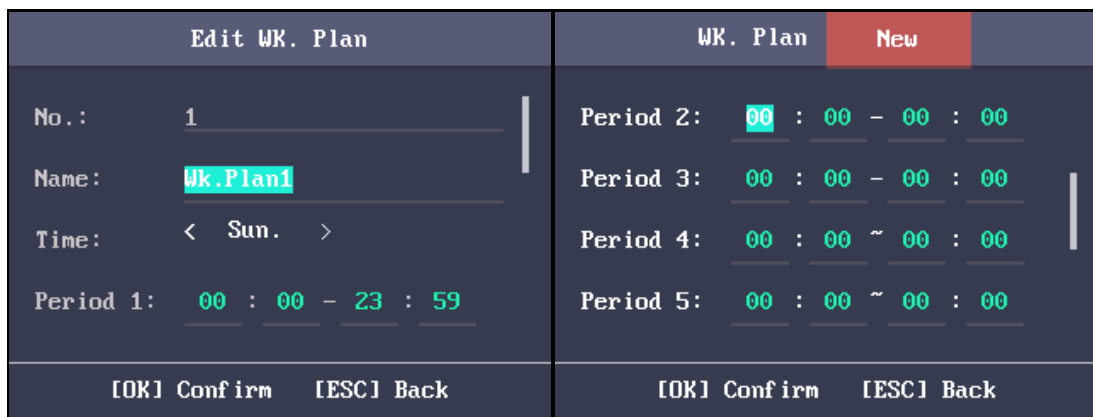 Edit WK. Plan
No.: 1
Name: Wk.Plan1
Time: < Sun. >
Period 1: 00 : 00 - 23 : 59
[OK] Confirm [ESC] Back
WK. Plan New
Period 2: 00 : 00 - 00 : 00
Period 3: 00 : 00 - 00 : 00
Period 4: 00 : 00 ~ 00 : 00
Period 5: 00 : 00 ~ 00 : 00
[OK] Confirm [ESC] Back